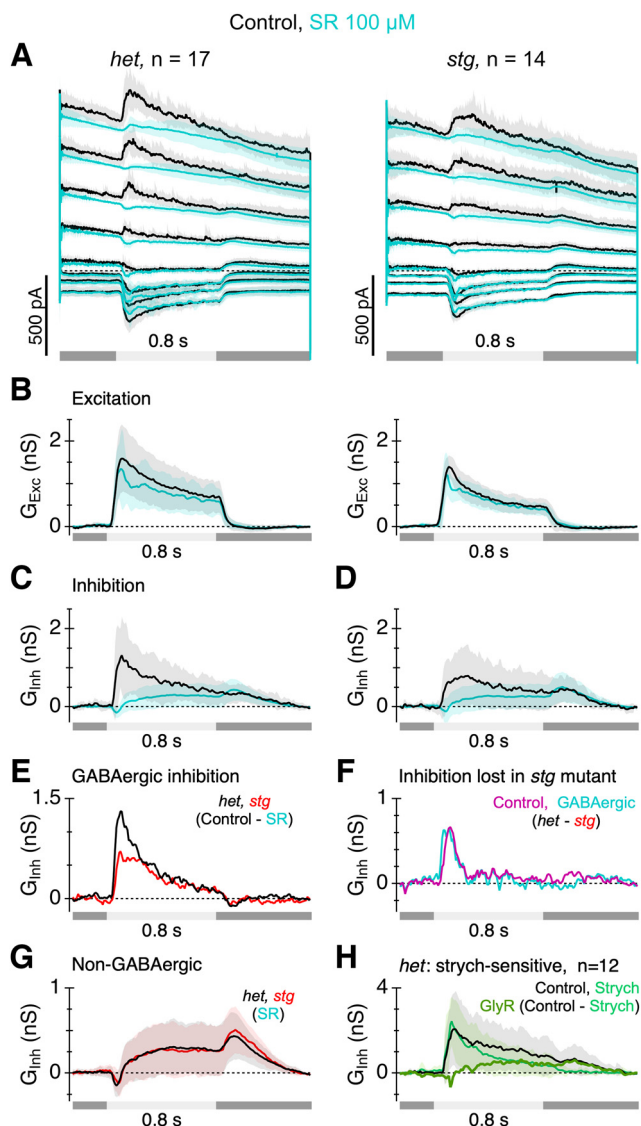 Control, SR 100 µM
A
het, n = 17
stg, n = 14
500 pA
0.8 s
500 pA
0.8 s
B
Excitation
G_Exc (nS)
2
0
0.8 s
G_Exc (nS)
2
0
0.8 s
C
Inhibition
D
G_Inh (nS)
2
0
0.8 s
G_Inh (nS)
2
0
0.8 s
E
GABAergic inhibition
het, stg
(Control - SR)
G_Inh (nS)
1.5
0
0.8 s
F
Inhibition lost in stg mutant
Control, GABAergic
(het - stg)
G_Inh (nS)
1
0
0.8 s
G
Non-GABAergic
het, stg
(SR)
G_Inh (nS)
1
0
0.8 s
H
het: strych-sensitive, n=12
Control, Strych
GlyR (Control - Strych)
G_Inh (nS)
4
0
0.8 s